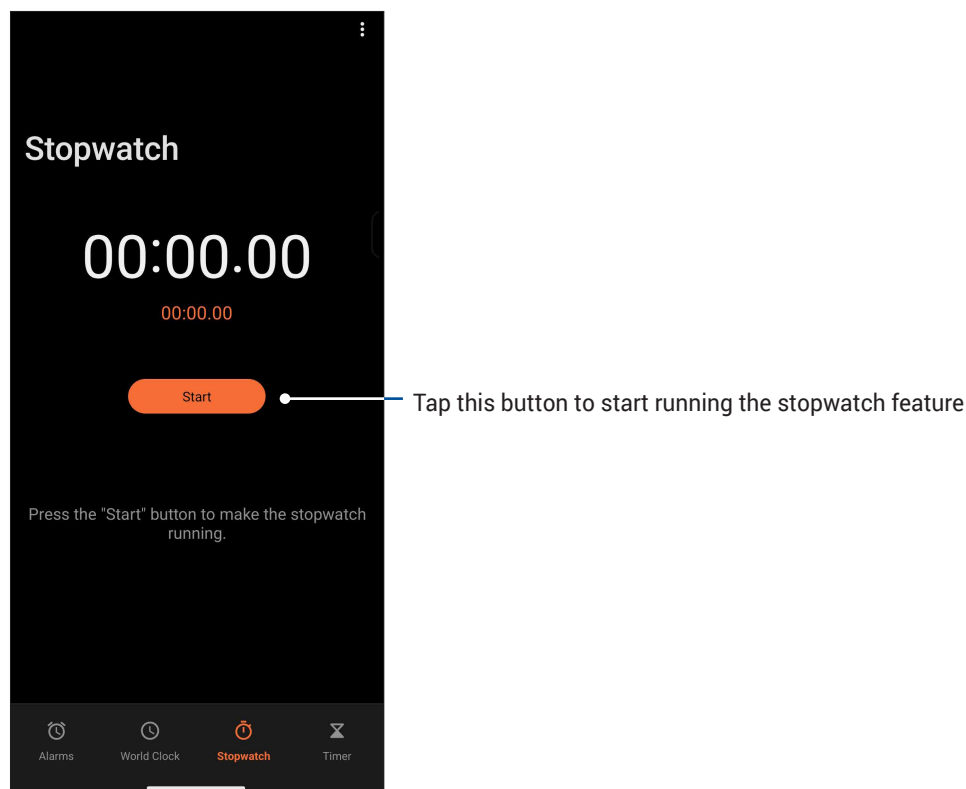 Stopwatch
00:00.00
00:00.00
Start
Tap this button to start running the stopwatch feature
Press the "Start" button to make the stopwatch
running.
Alarms World Clock Stopwatch Timer